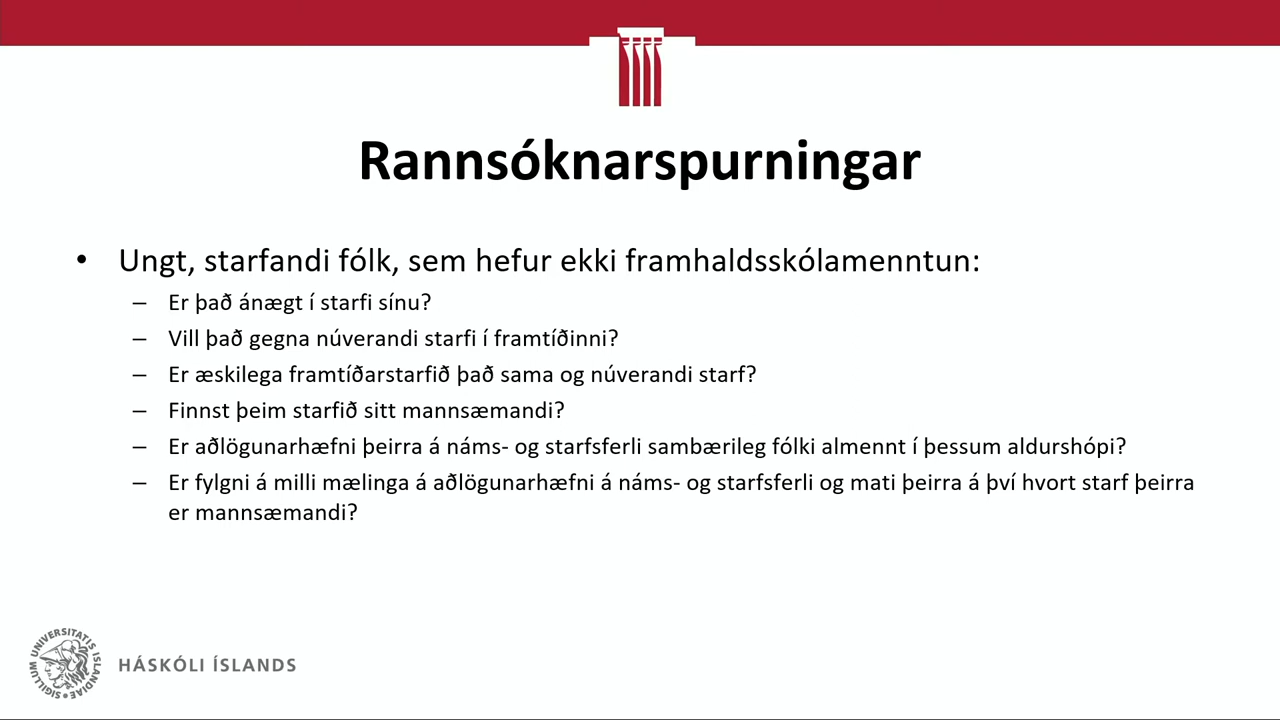 Rannsóknarspurningar
• Ungt, starfandi fólk, sem hefur ekki framhaldsskólamenntun:
– Er það ánægt í starfi sínu?
– Vill það gegna núverandi starfi í framtíðinni?
– Er æskilega framtíðarstarfið það sama og núverandi starf?
– Finnst þeim starfið sitt mannsæmandi?
– Er aðlögunarhæfni þeirra á náms- og starfsferli sambærileg fólki almennt í þessum aldurshópi?
– Er fylgni á milli mælinga á aðlögunarhæfni á náms- og starfsferli og mati þeirra á því hvort starf þeirra
er mannsæmandi?
SIGILLUM UNIVERSITATIS ISLANDIAE
HÁSKÓLI ÍSLANDS